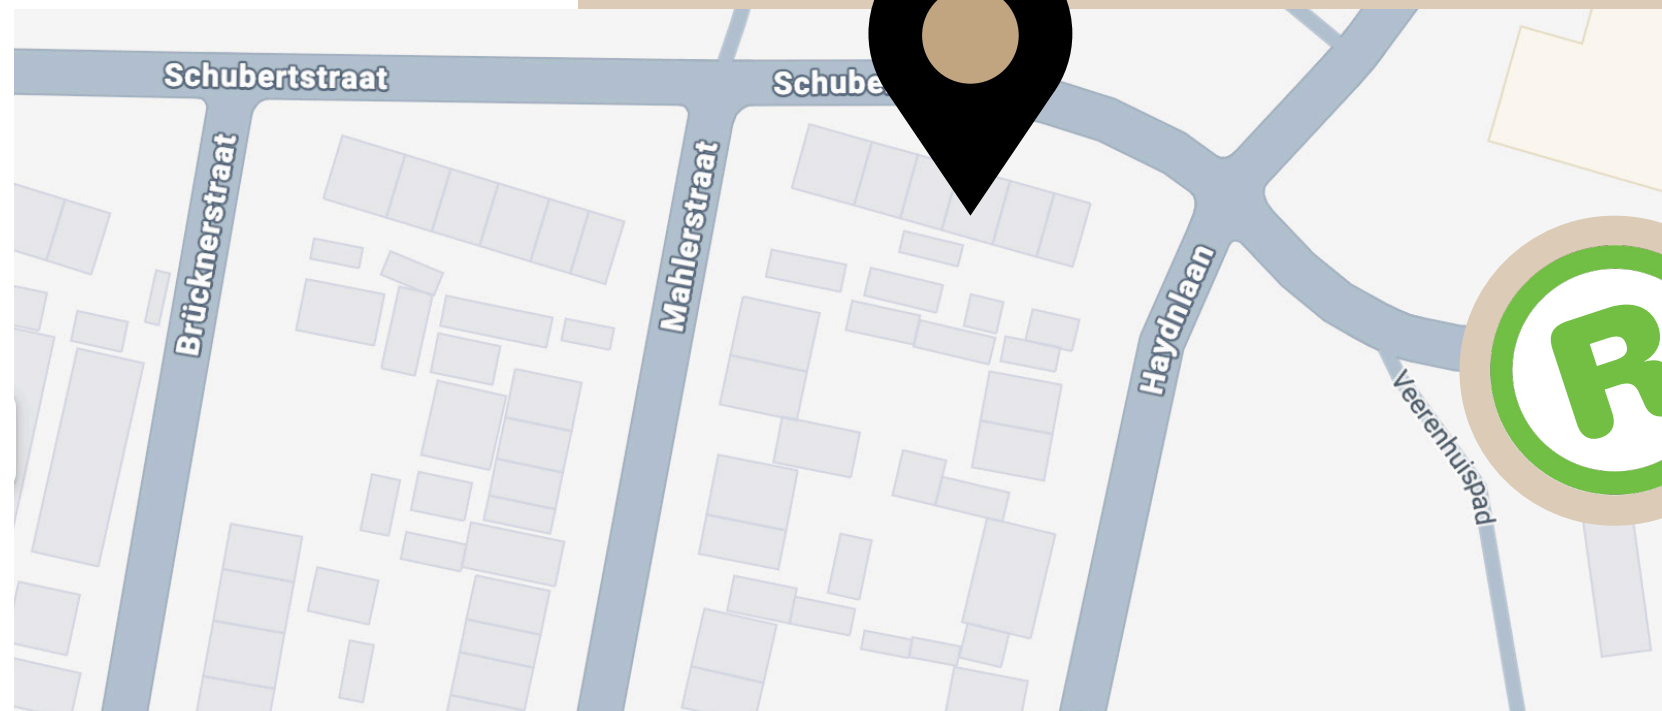 Schubertstraat
Schube
Brücknerstraat
Mahlerstraat
Haydnlaan
Veerenhuispad
R